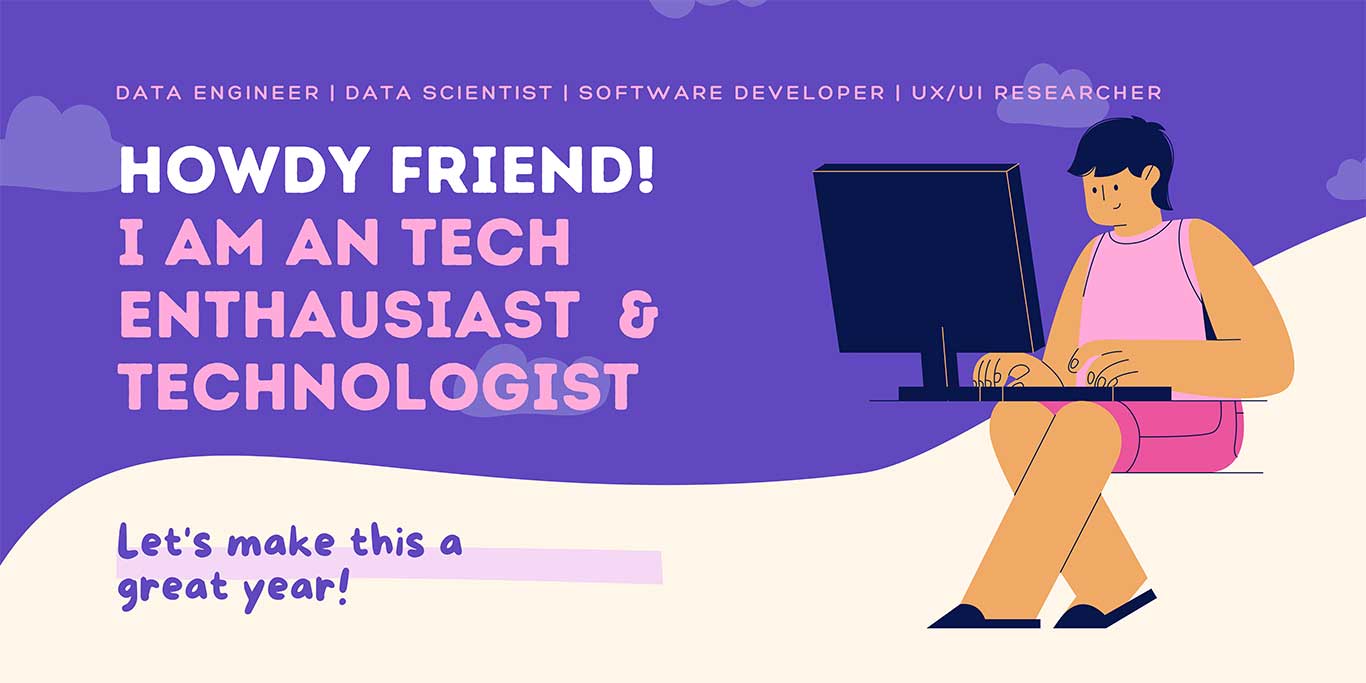 DATA ENGINEER | DATA SCIENTIST | SOFTWARE DEVELOPER | UX/UI RESEARCHER
HOWDY FRIEND!
I AM AN TECH
ENTHAUSIAST &
TECHNOLOGIST
Let's make this a
great year!